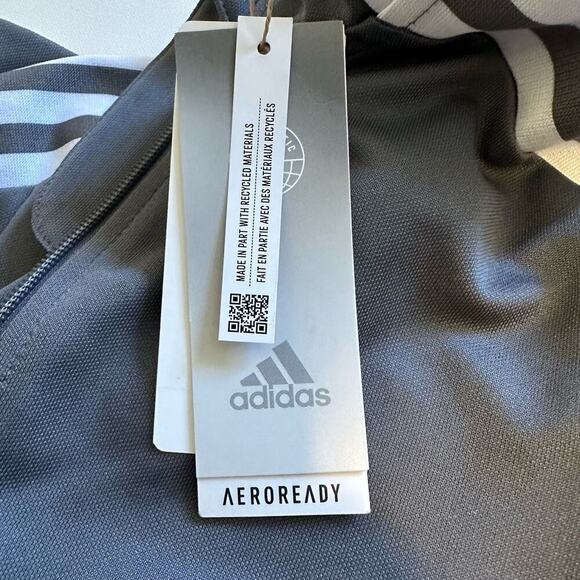 MADE IN PART WITH RECYCLED MATERIALS
FAIT EN PARTIE AVEC DES MATÉRIAUX RECYCLÉS
adidas
AEROREADY